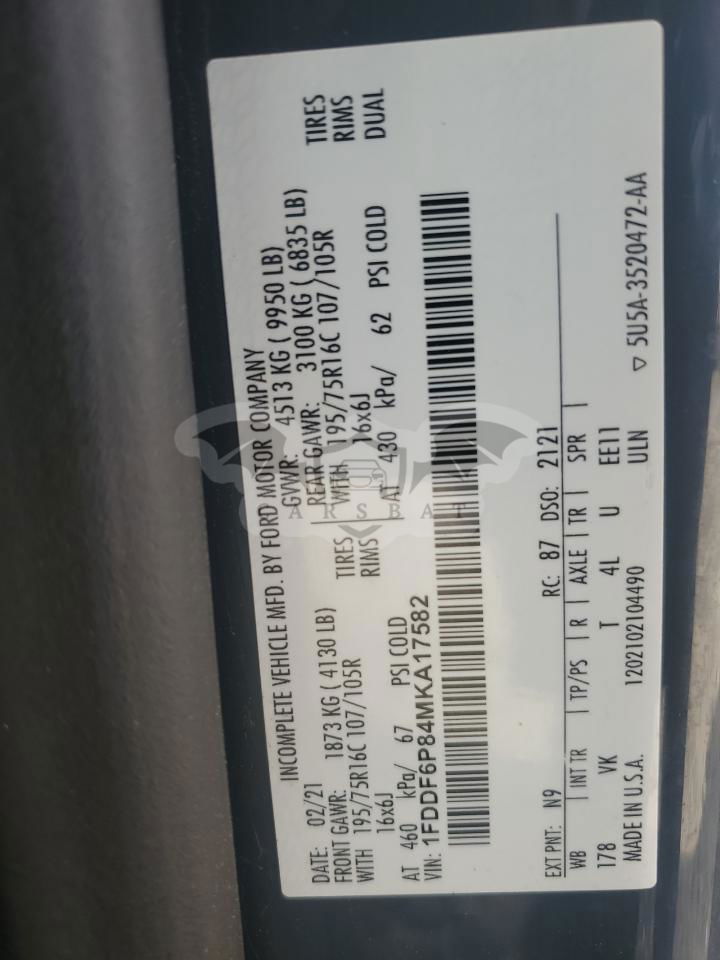 INCOMPLETE VEHICLE MFD. BY FORD MOTOR COMPANY
DATE: 02/21 GVWR: 4513 KG ( 9950 LB)
FRONT GAWR: 1873 KG ( 4130 LB) REAR GAWR: 3100 KG ( 6835 LB)
WITH 195/75R16C 107/105R TIRES WITH 195/75R16C 107/105R TIRES
16x6J RIMS 16x6J RIMS
AT 460 kPa/ 67 PSI COLD AT 430 kPa/ 62 PSI COLD DUAL
VIN: 1FDDF6P84MKA17582
EXT PNT: N9 RC: 87 DSO: 2121
WB | INT TR | TP/PS | R | AXLE | TR | SPR |
178 VK T 4L U EE11
MADE IN U.S.A. 1202102104490 ULN
▽ 5U5A-3520472-AA
ARSBAT